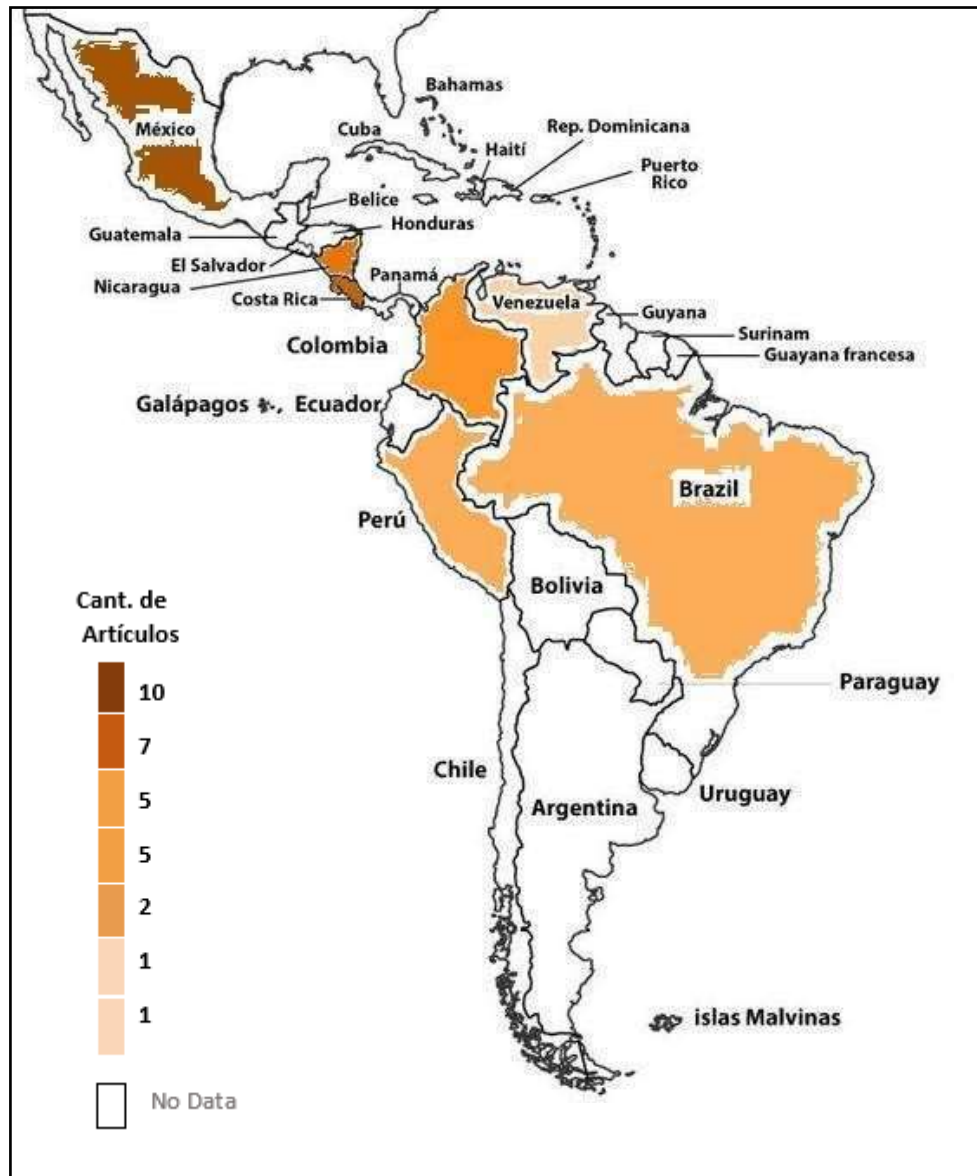 Bahamas
Cuba
Rep. Dominicana
Haití
Puerto
Rico
México
Belice
Honduras
Guatemala
El Salvador
Nicaragua
Panamá
Costa Rica
Venezuela
Guyana
Surinam
Guayana francesa
Colombia
Galápagos , Ecuador
Brazil
Perú
Bolivia
Cant. de
Artículos
10
7
5
5
2
1
1
No Data
Paraguay
Chile
Uruguay
Argentina
islas Malvinas